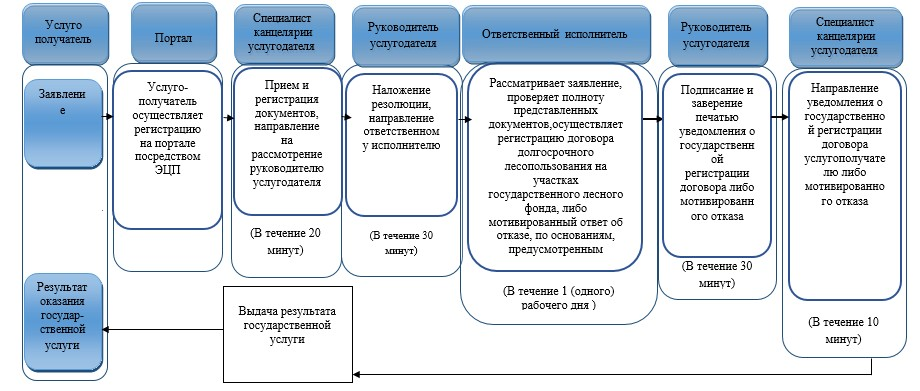 Услуго
получатель
Портал
Специалист
канцелярии
услугодателя
Руководитель
услугодателя
Ответственный исполнитель
Руководитель
услугодателя
Специалист
канцелярии
услугодателя
Заявлени
е
Услуго-
получатель
осуществляет
регистрацию
на портале
посредством
ЭЦП
Прием и
регистрация
документов,
направление
на
рассмотрение
руководителю
услугодателя
(В течение 20
минут)
Наложение
резолюции,
направление
ответственном
у исполнителю
(В течение 30
минут)
Рассматривает заявление,
проверяет полноту
представленных
документов,осуществляет
регистрацию договора
долгосрочного
лесопользования на
участках
государственного лесного
фонда, либо
мотивированный ответ об
отказе, по основаниям,
предусмотренным
(В течение 1 (одного)
рабочего дня )
Подписание и
заверение
печатью
уведомления о
государственн
ой
регистрации
договора либо
мотивированн
ого отказа
(В течение 30
минут)
Направление
уведомления о
государственно
й регистрации
договора
услугополучате
лю либо
мотивированно
го отказа
(В течение 10
минут)
Результат
оказания
государ-
ственной
услуги
Выдача результата
государственной
услуги